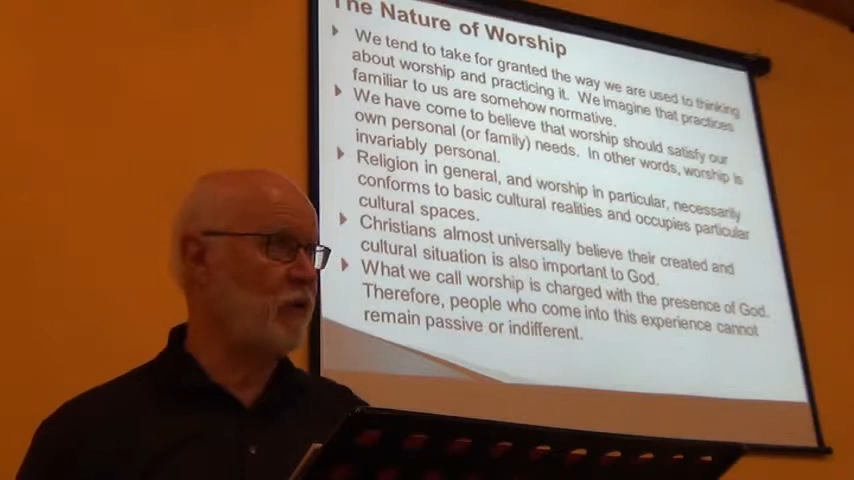 The Nature of Worship
We tend to take for granted the way we are used to thinking
about worship and practicing it. We imagine that practices
familiar to us are somehow normative.
We have come to believe that worship should satisfy our
own personal (or family) needs. In other words, worship is
invariably personal.
Religion in general, and worship in particular, necessarily
conforms to basic cultural realities and occupies particular
cultural spaces.
Christians almost universally believe their created and
cultural situation is also important to God.
What we call worship is charged with the presence of God.
Therefore, people who come into this experience cannot
remain passive or indifferent.